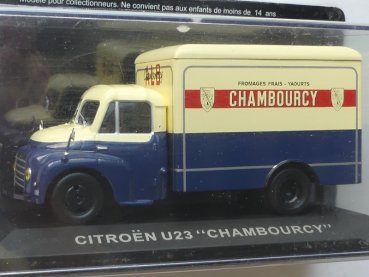 Modèle pour collectionneurs. Ne convient pas aux enfants de moins de 14 ans
FROMAGES FRAIS - YAOURTS
CHAMBOURCY
CITROËN U23 "CHAMBOURCY"